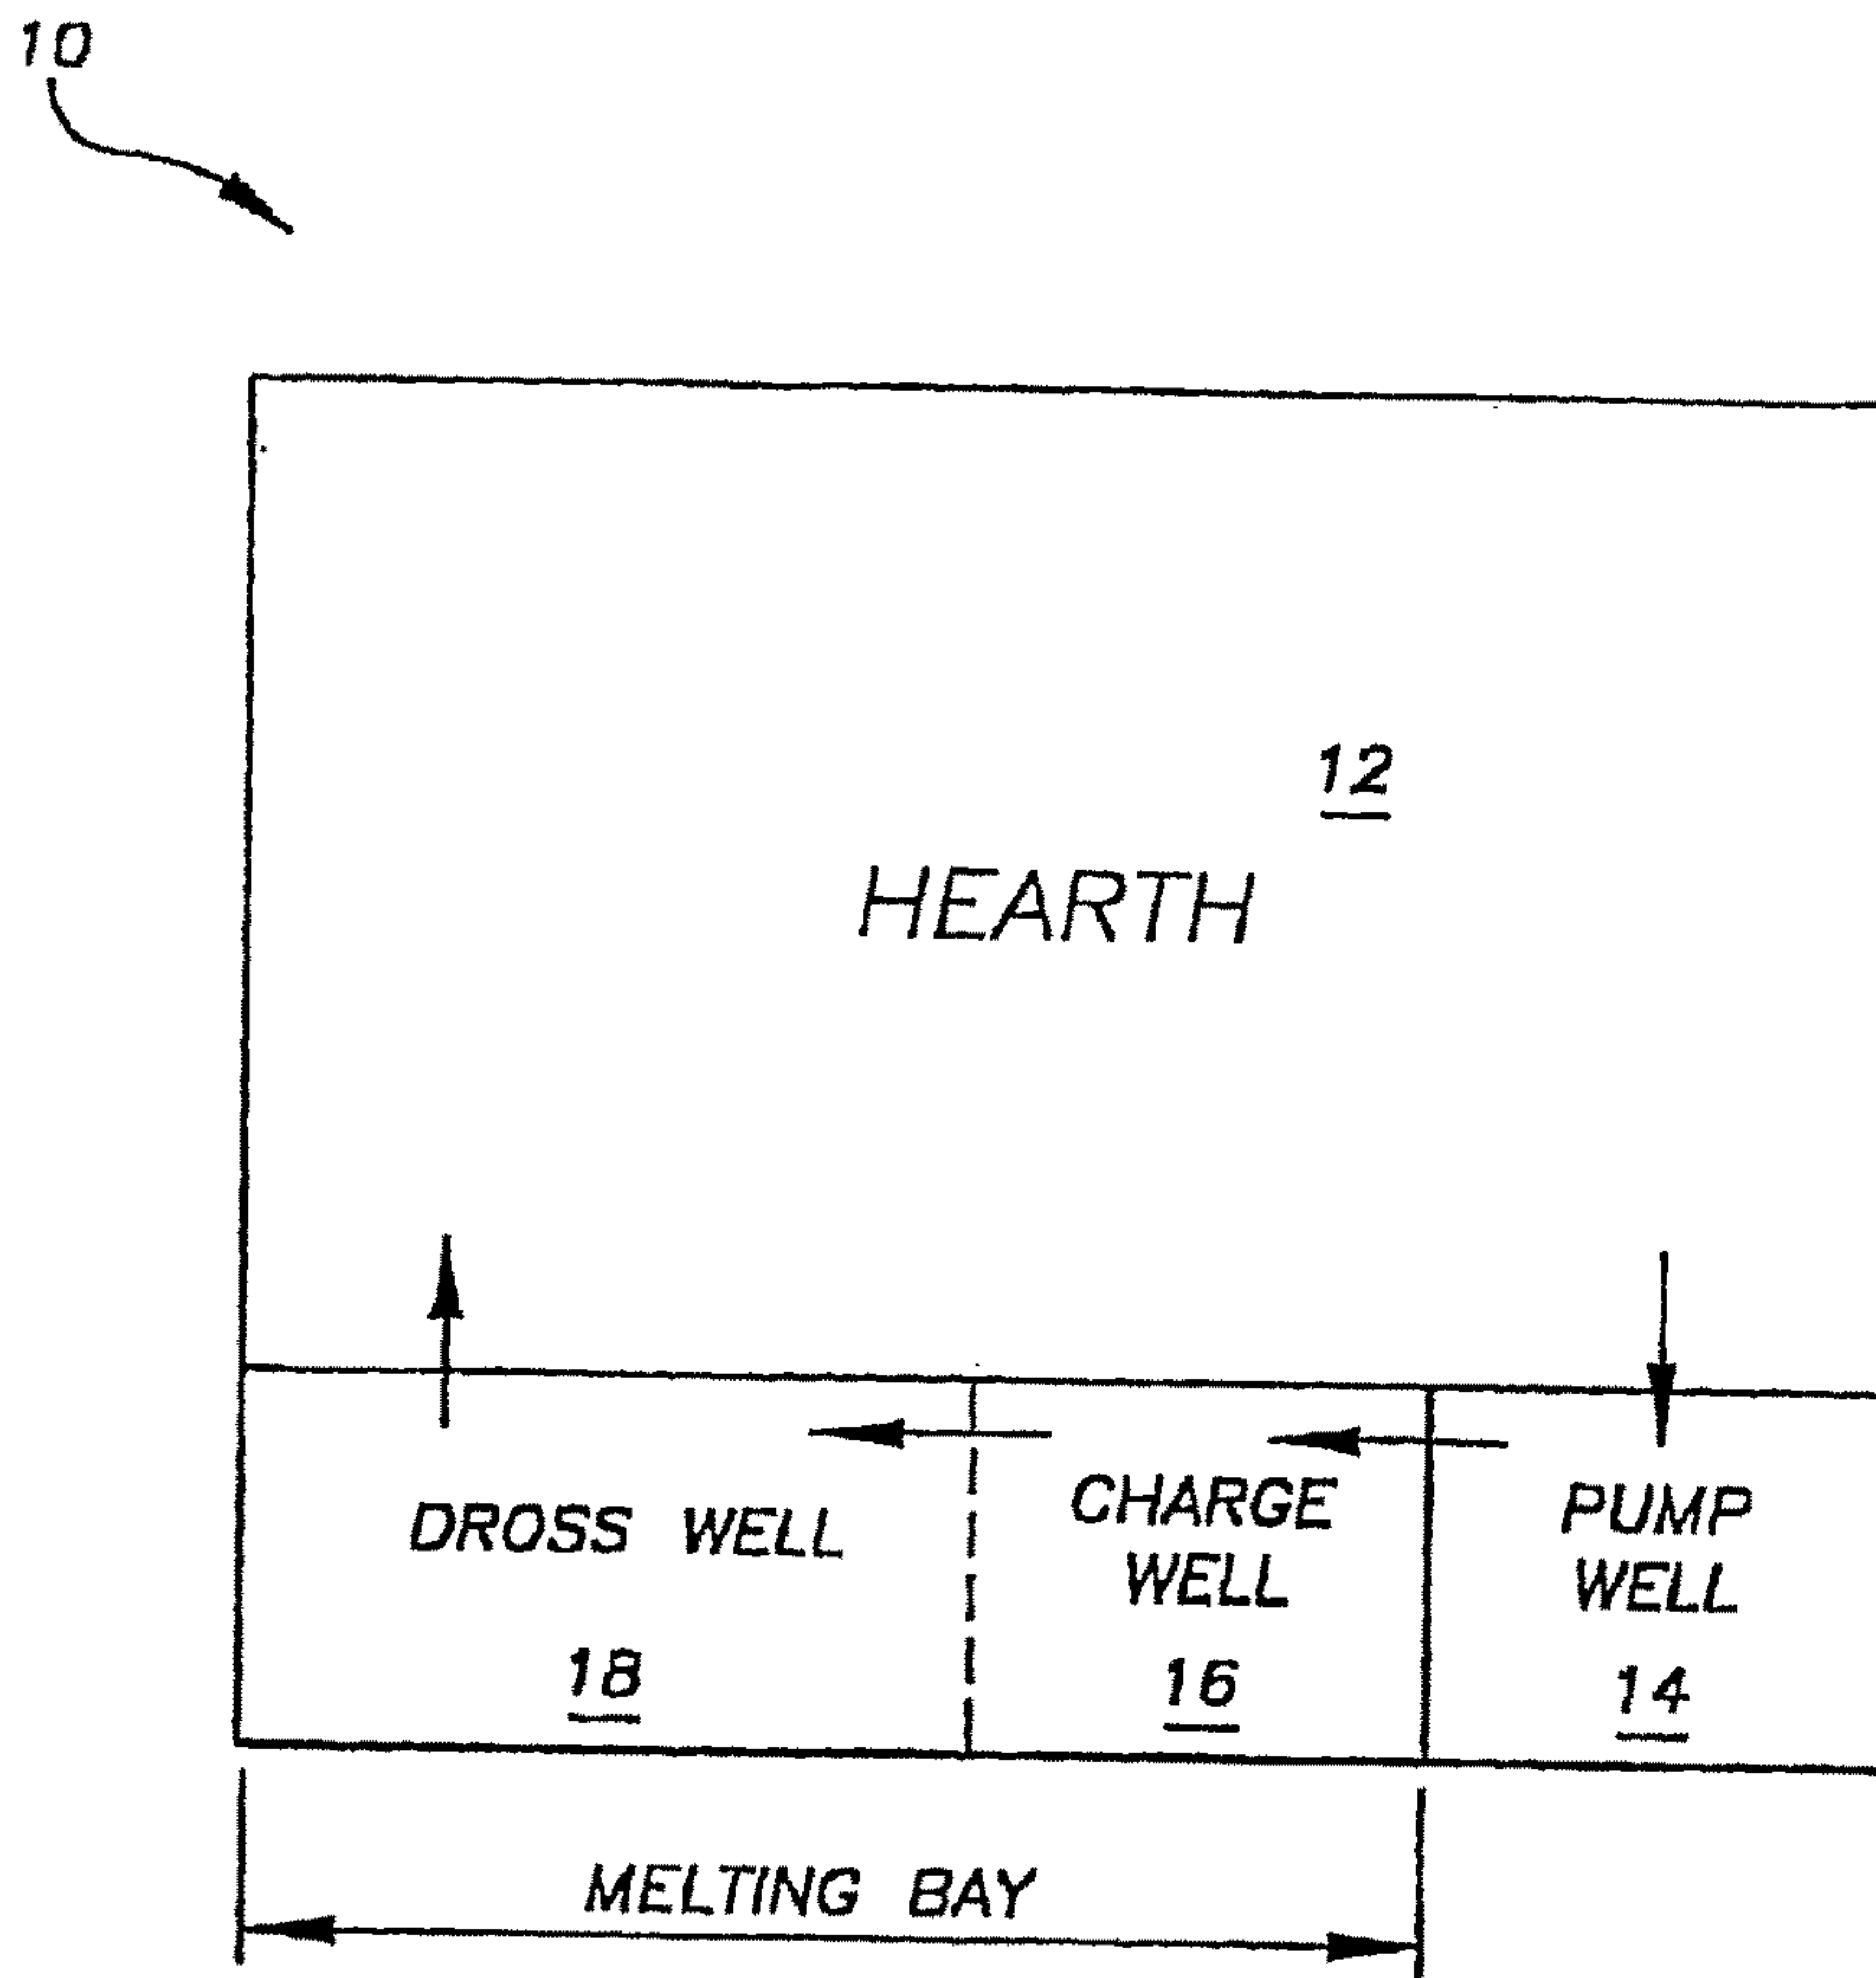 10
12
HEARTH
DROSS WELL
18
CHARGE
WELL
16
PUMP
WELL
14
MELTING BAY